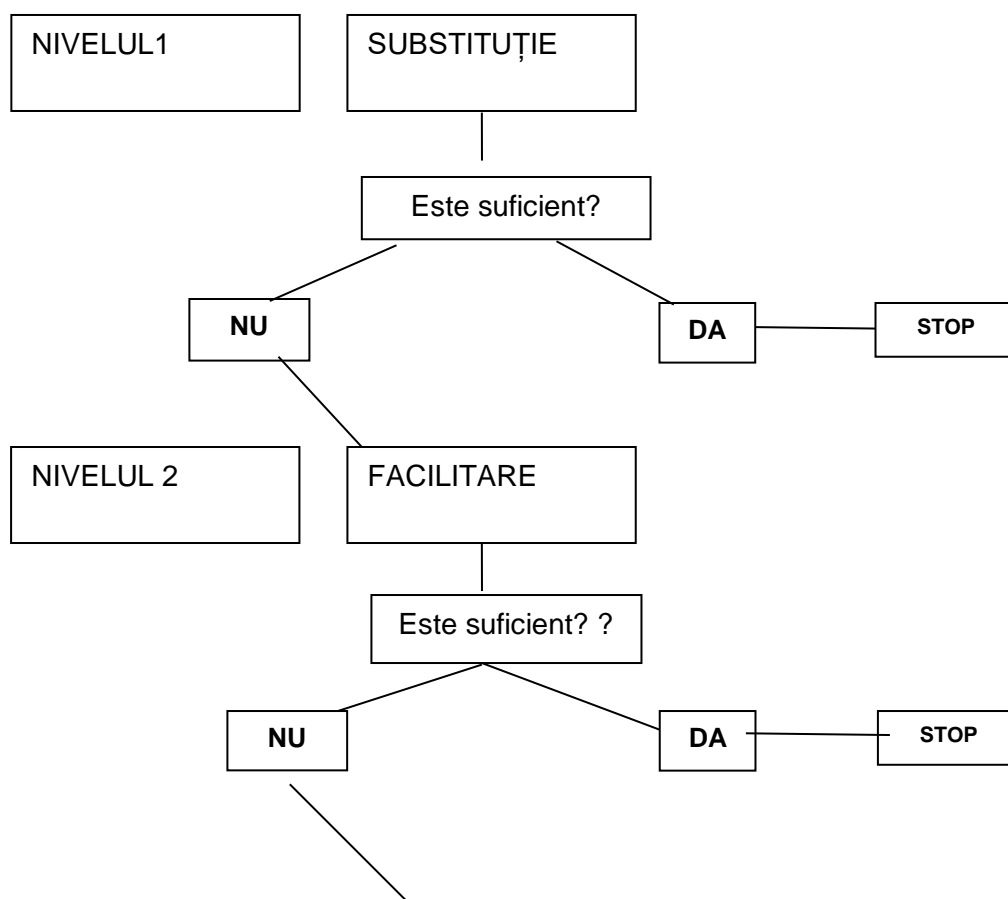 NIVELUL1
SUBSTITUȚIE
Este suficient?
NU
DA
STOP
NIVELUL 2
FACILITARE
Este suficient? ?
NU
DA
STOP